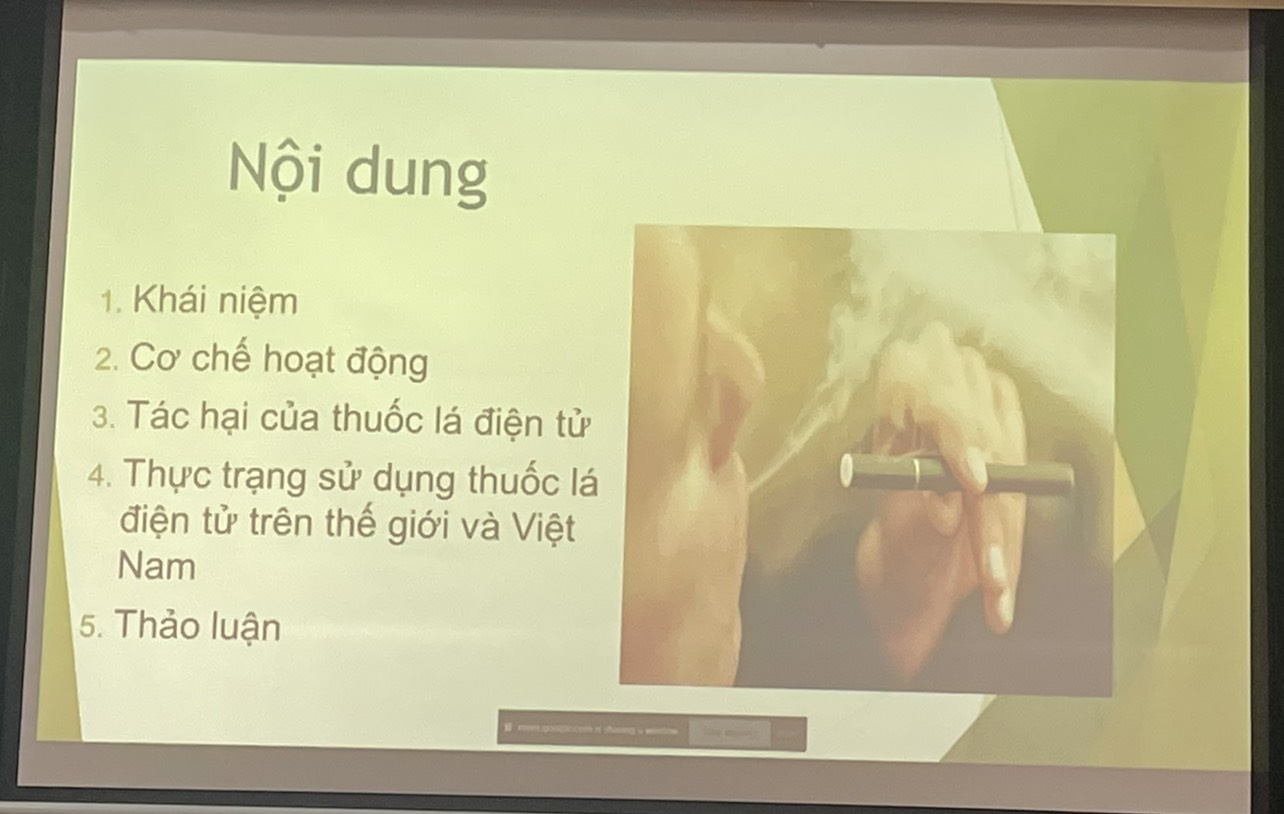 Nội dung
1. Khái niệm
2. Cơ chế hoạt động
3. Tác hại của thuốc lá điện tử
4. Thực trạng sử dụng thuốc lá
điện tử trên thế giới và Việt
Nam
5. Thảo luận